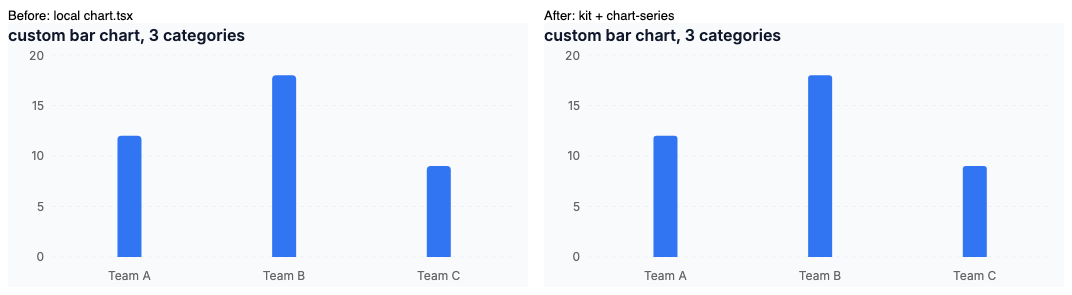 Before: local chart.tsx
custom bar chart, 3 categories
20
15
10
5
0
Team A Team B Team C
After: kit + chart-series
custom bar chart, 3 categories
20
15
10
5
0
Team A Team B Team C